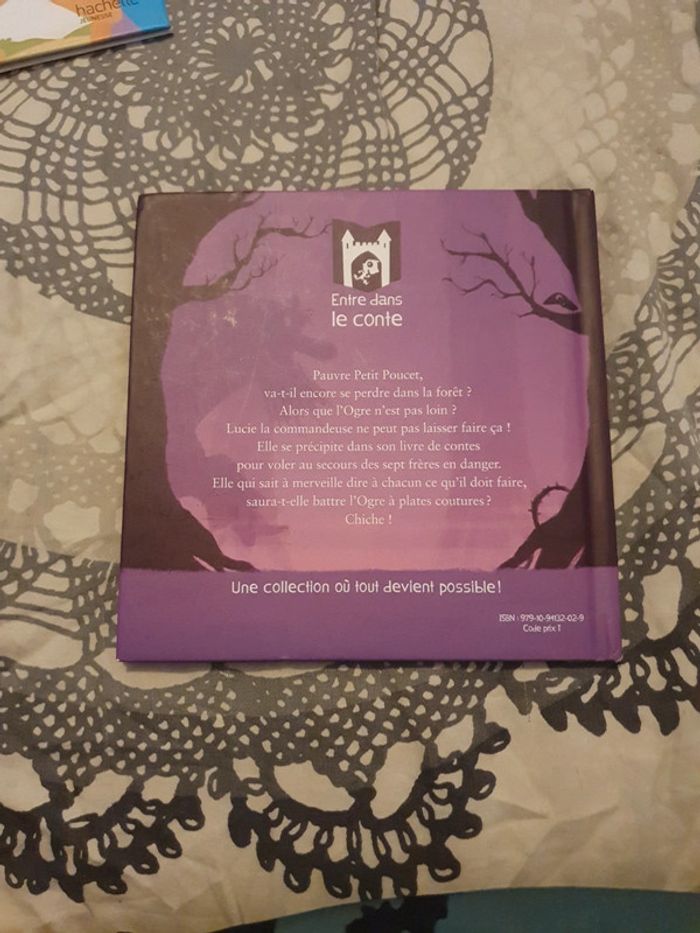 hachette
JEUNESSE
Entre dans
le conte
Pauvre Petit Poucet,
va-t-il encore se perdre dans la forêt ?
Alors que l'Ogre n'est pas loin ?
Lucie la commandeuse ne peut pas laisser faire ça !
Elle se précipite dans son livre de contes
pour voler au secours des sept frères en danger.
Elle qui sait à merveille dire à chacun ce qu'il doit faire,
saura-t-elle battre l'Ogre à plates coutures ?
Chiche !
Une collection où tout devient possible !
ISBN : 979-10-94132-02-9
Code prix 1